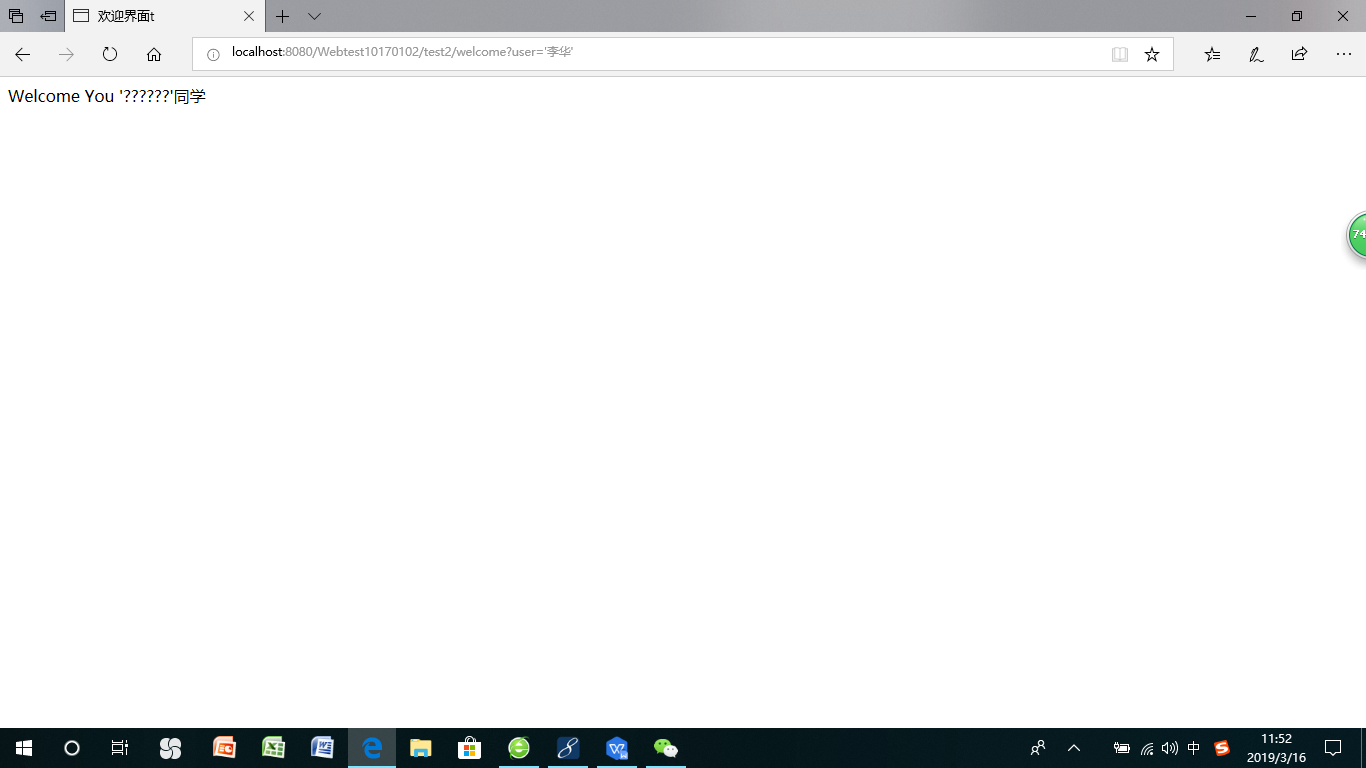 欢迎界面t
localhost:8080/Webtest10170102/test2/welcome?user='李华'
Welcome You '??????'同学
74
中
11:52
2019/3/16